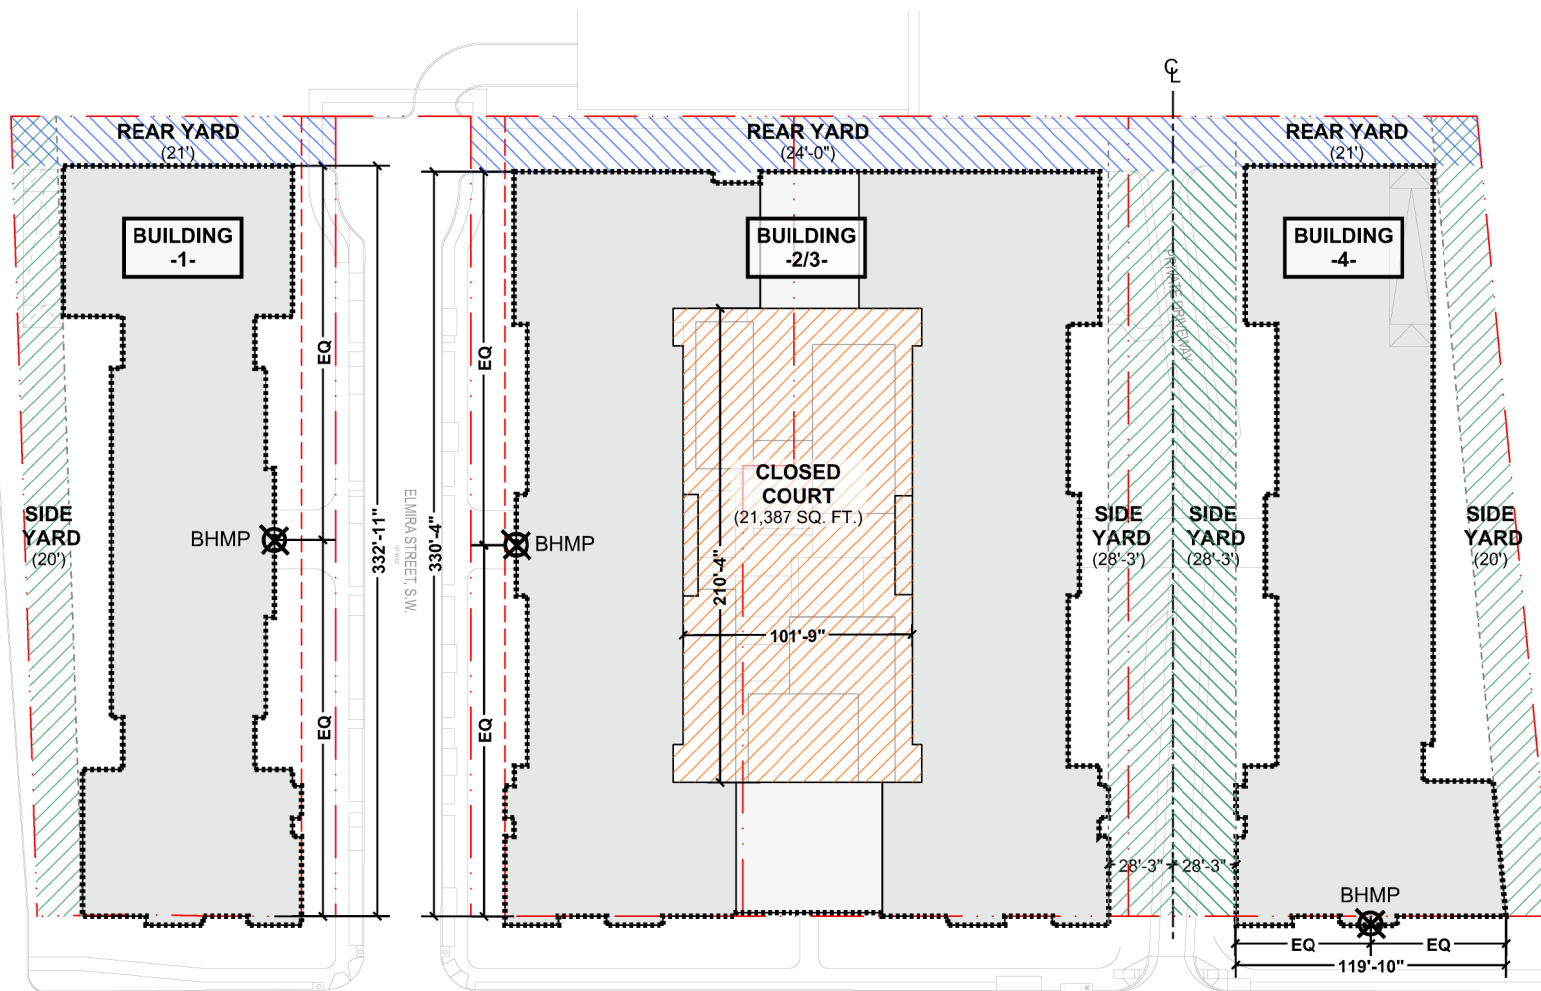 ℄
REAR YARD
(21')
REAR YARD
(24'-0")
REAR YARD
(21')
BUILDING
-1-
BUILDING
-2/3-
BUILDING
-4-
PRIVATE DRIVEWAY
EQ
EQ
CLOSED
COURT
(21,387 SQ. FT.)
SIDE
YARD
(20')
BHMP
332'-11"
ELMIRA STREET, S.W.
330'-4"
BHMP
210'-4"
101'-9"
SIDE
YARD
(28'-3')
SIDE
YARD
(28'-3')
SIDE
YARD
(20')
EQ
EQ
28'-3"
28'-3"
BHMP
EQ
EQ
119'-10"